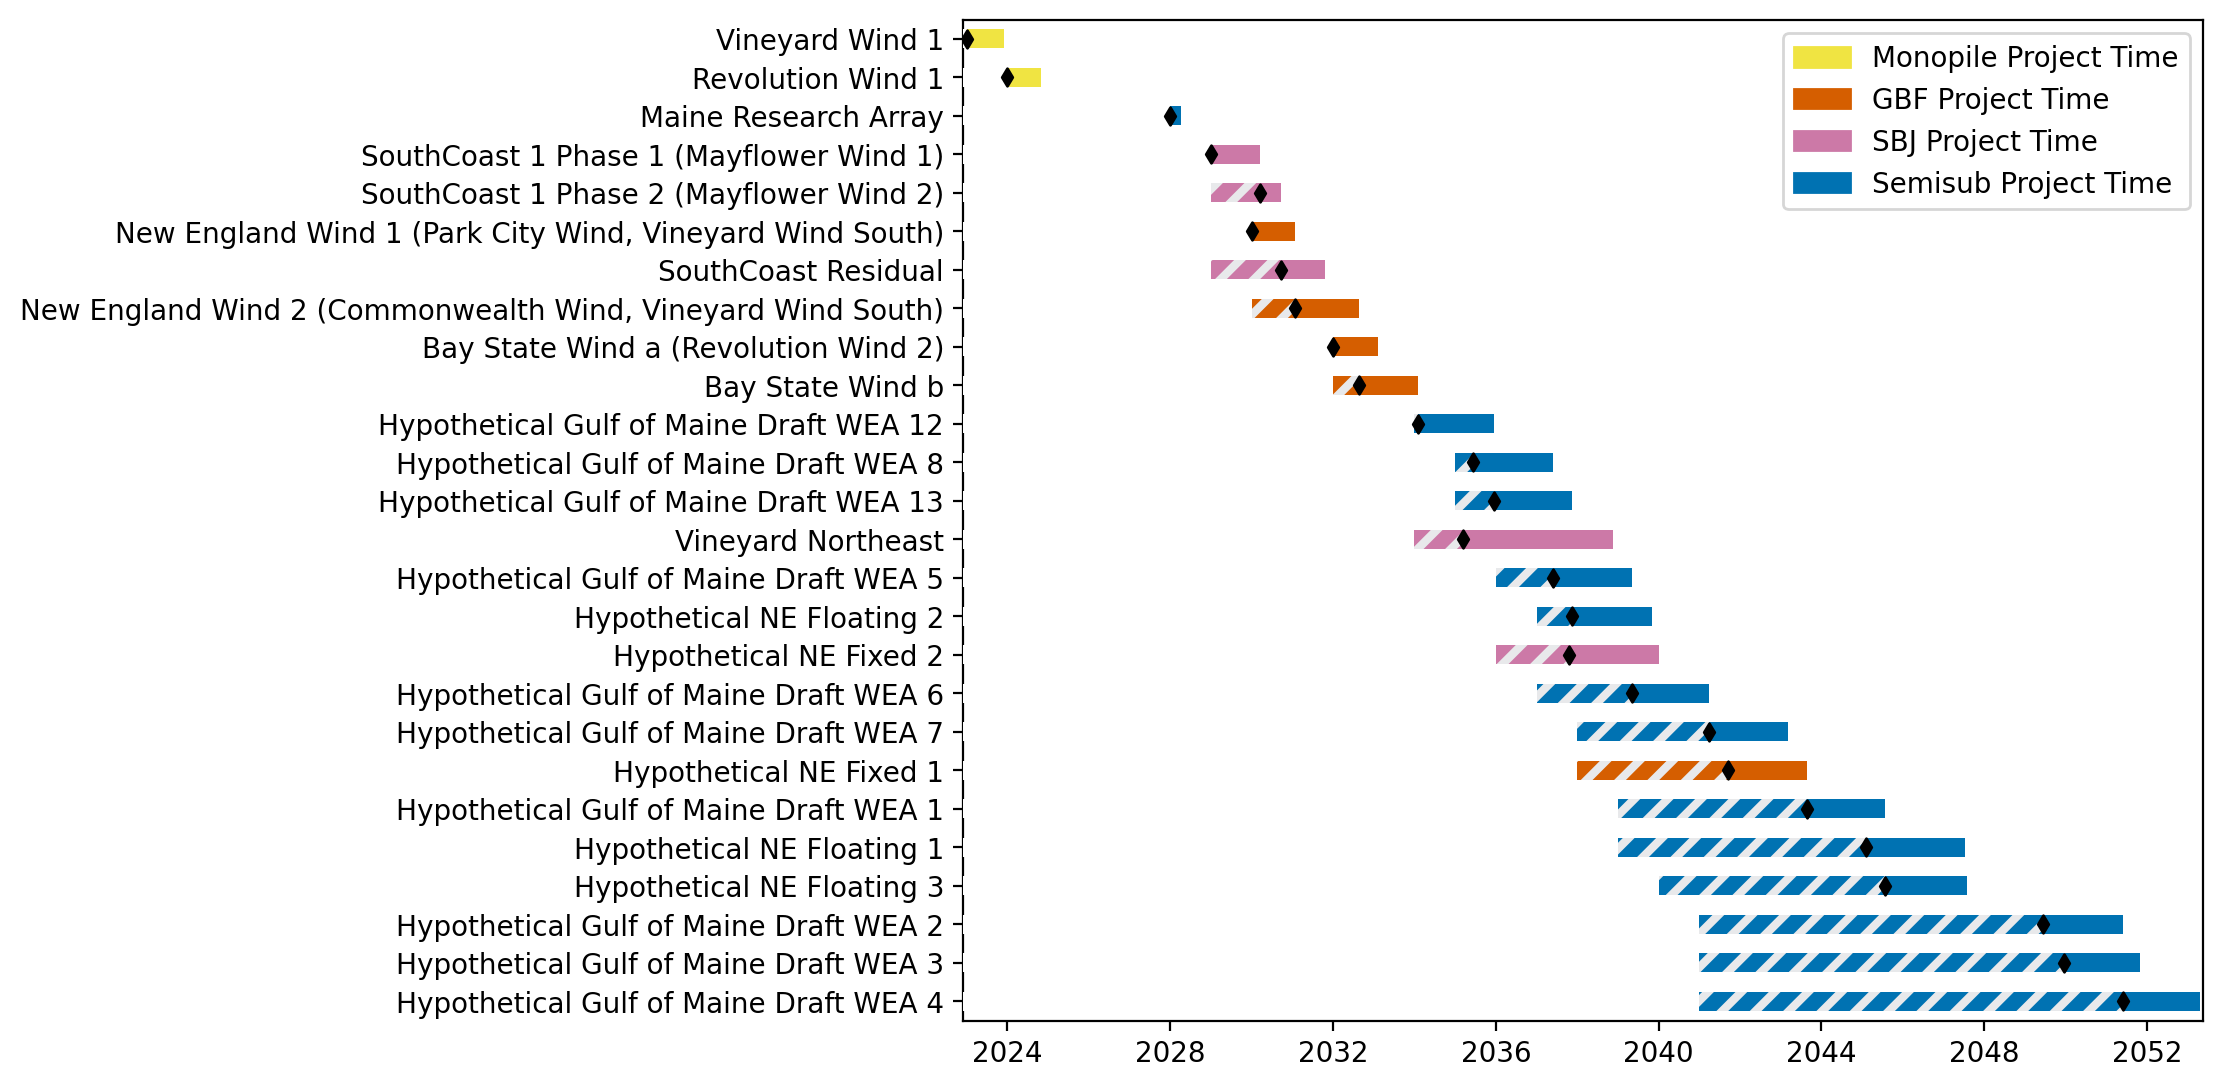 Vineyard Wind 1
Revolution Wind 1
Maine Research Array
SouthCoast 1 Phase 1 (Mayflower Wind 1)
SouthCoast 1 Phase 2 (Mayflower Wind 2)
New England Wind 1 (Park City Wind, Vineyard Wind South)
SouthCoast Residual
New England Wind 2 (Commonwealth Wind, Vineyard Wind South)
Bay State Wind a (Revolution Wind 2)
Bay State Wind b
Hypothetical Gulf of Maine Draft WEA 12
Hypothetical Gulf of Maine Draft WEA 8
Hypothetical Gulf of Maine Draft WEA 13
Vineyard Northeast
Hypothetical Gulf of Maine Draft WEA 5
Hypothetical NE Floating 2
Hypothetical NE Fixed 2
Hypothetical Gulf of Maine Draft WEA 6
Hypothetical Gulf of Maine Draft WEA 7
Hypothetical NE Fixed 1
Hypothetical Gulf of Maine Draft WEA 1
Hypothetical NE Floating 1
Hypothetical NE Floating 3
Hypothetical Gulf of Maine Draft WEA 2
Hypothetical Gulf of Maine Draft WEA 3
Hypothetical Gulf of Maine Draft WEA 4
Monopile Project Time
GBF Project Time
SBJ Project Time
Semisub Project Time
2024 2028 2032 2036 2040 2044 2048 2052